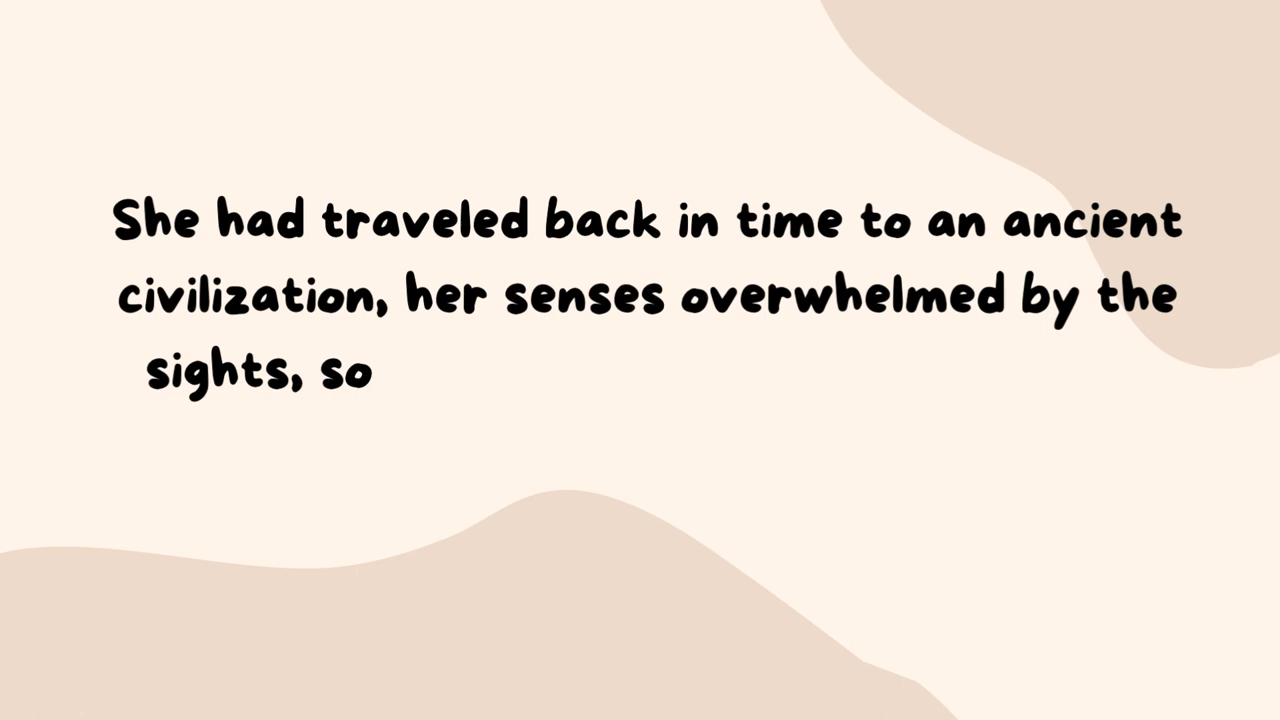 She had traveled back in time to an ancient
civilization, her senses overwhelmed by the
sights, so